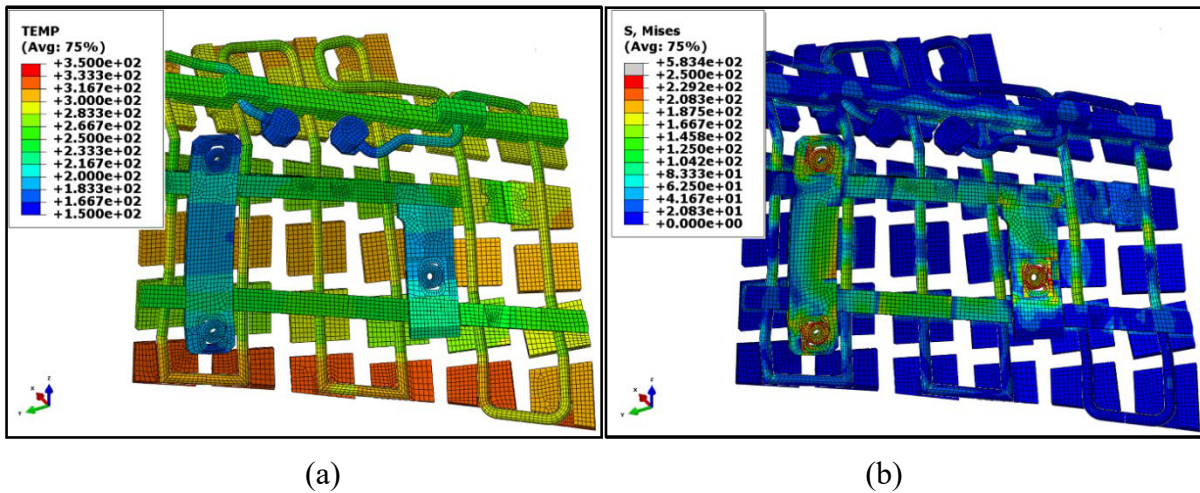 TEMP
(Avg: 75%)
+3.500e+02
+3.333e+02
+3.167e+02
+3.000e+02
+2.833e+02
+2.667e+02
+2.500e+02
+2.333e+02
+2.167e+02
+2.000e+02
+1.833e+02
+1.667e+02
+1.500e+02
Z
X
Y
S, Mises
(Avg: 75%)
+5.834e+02
+2.500e+02
+2.292e+02
+2.083e+02
+1.875e+02
+1.667e+02
+1.458e+02
+1.250e+02
+1.042e+02
+8.333e+01
+6.250e+01
+4.167e+01
+2.083e+01
+0.000e+00
Z
X
Y
(a)
(b)